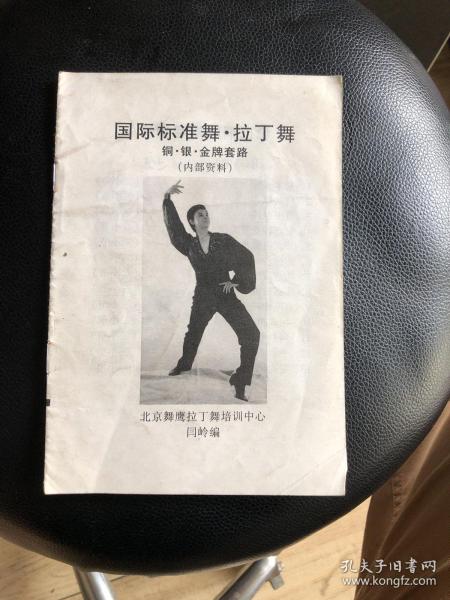 国际标准舞·拉丁舞
铜·银·金牌套路
(内部资料)
北京舞鹰拉丁舞培训中心
闫岭编
孔夫子旧书网
www.kongfz.com